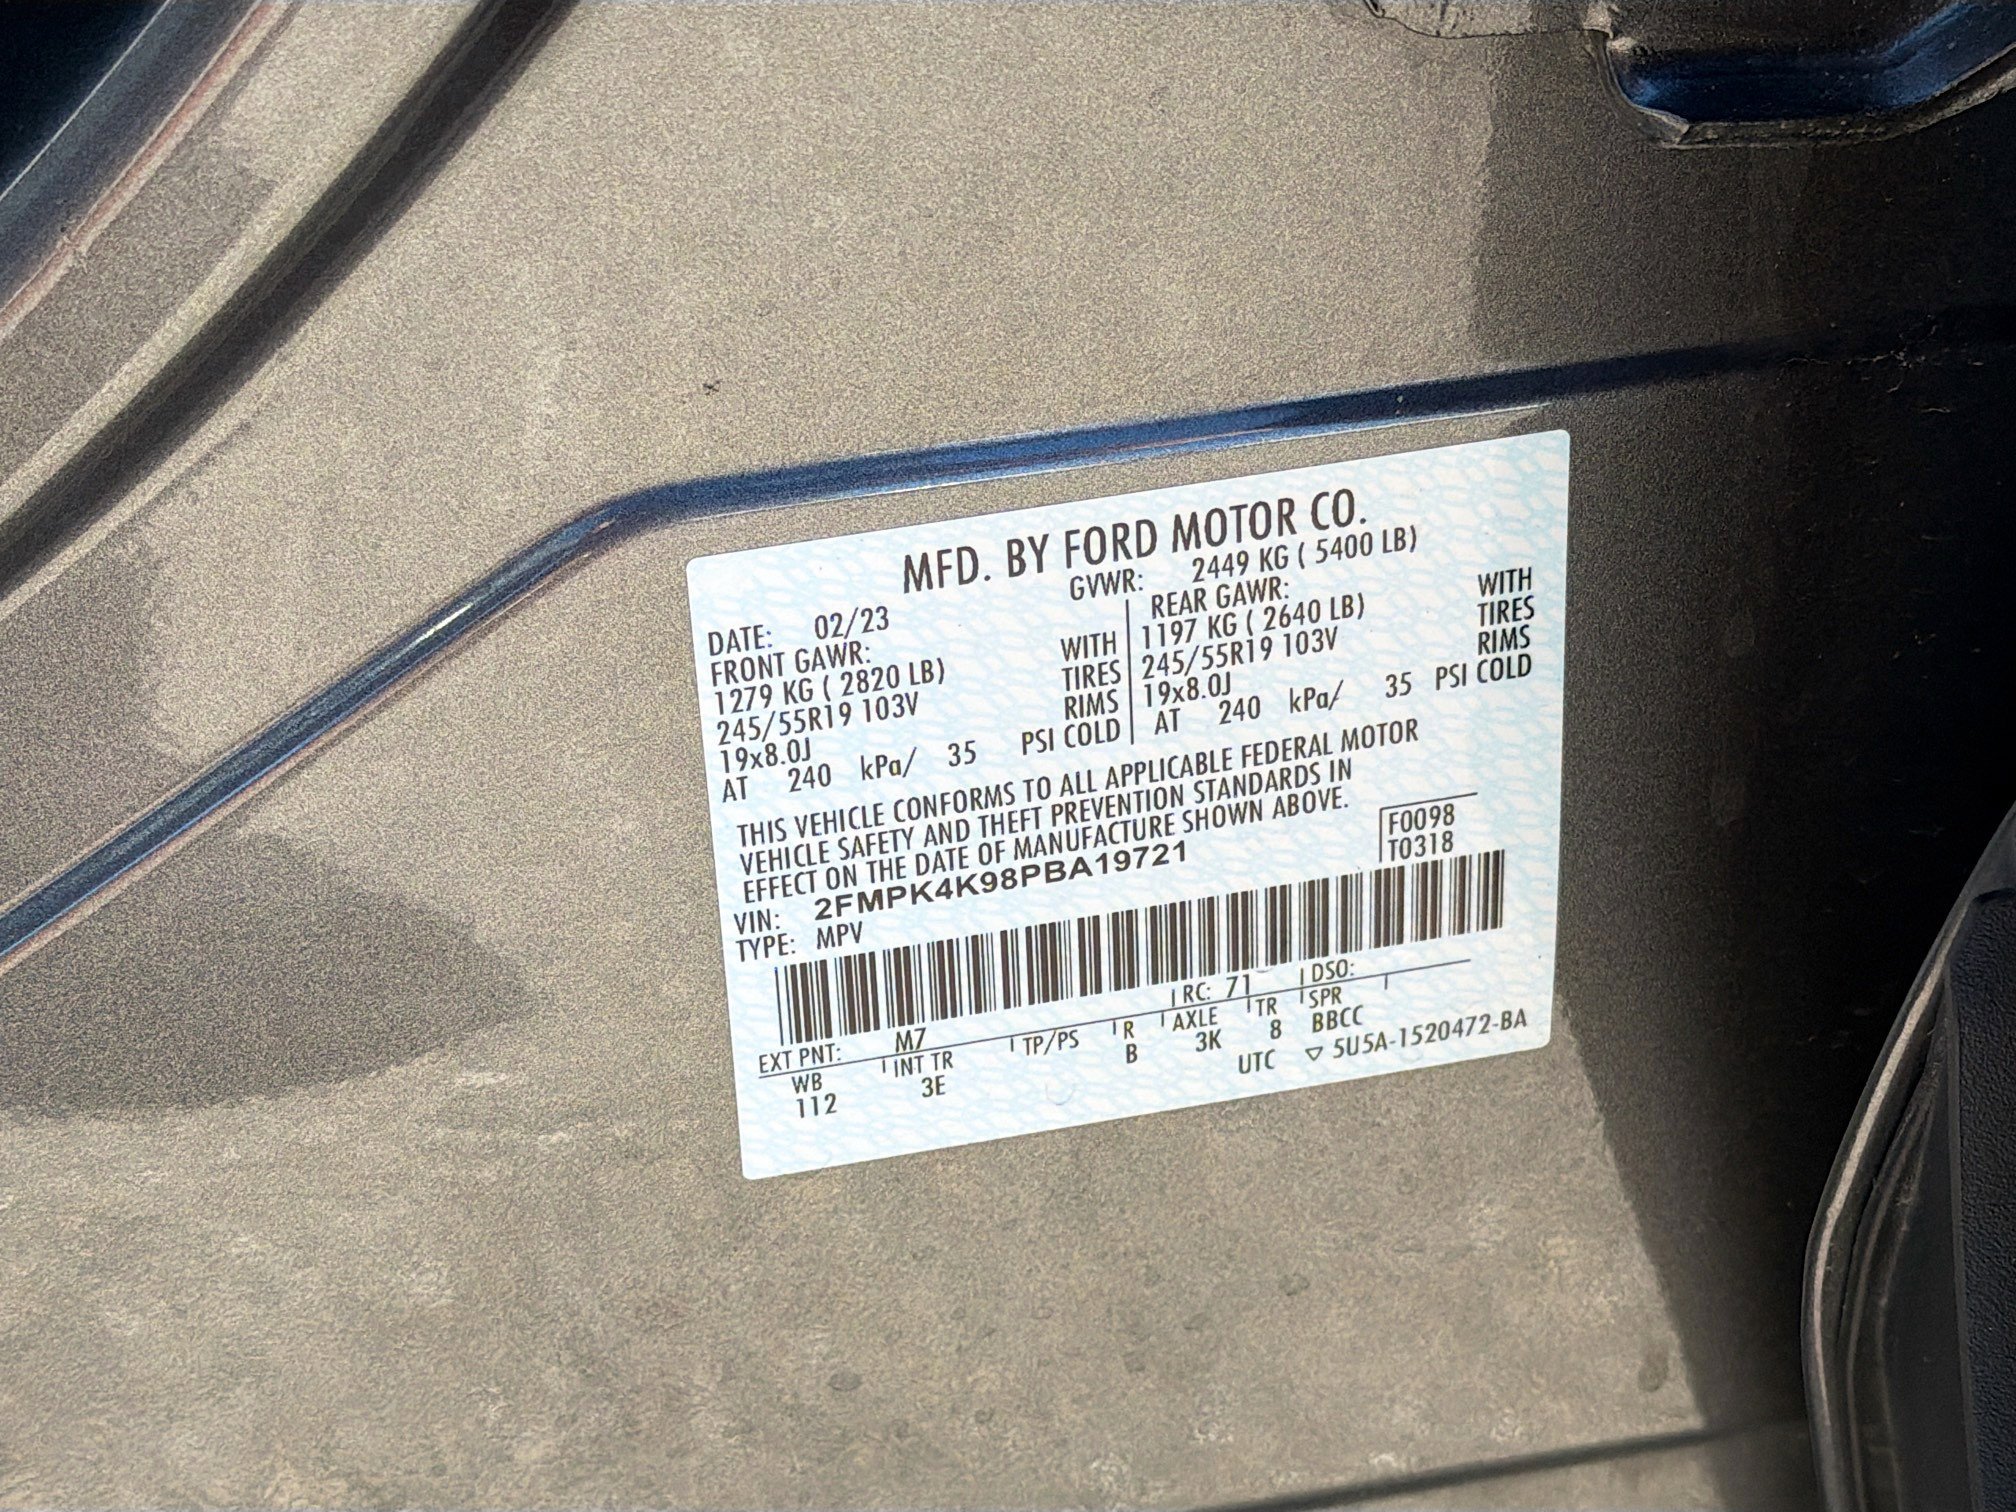 MFD. BY FORD MOTOR CO.
DATE: 02/23 GVWR: 2449 KG ( 5400 LB)
FRONT GAWR: REAR GAWR:
1279 KG ( 2820 LB) WITH 1197 KG ( 2640 LB) WITH
245/55R19 103V TIRES 245/55R19 103V TIRES
19x8.0J RIMS 19x8.0J RIMS
AT 240 kPa/ 35 PSI COLD AT 240 kPa/ 35 PSI COLD
THIS VEHICLE CONFORMS TO ALL APPLICABLE FEDERAL MOTOR
VEHICLE SAFETY AND THEFT PREVENTION STANDARDS IN
EFFECT ON THE DATE OF MANUFACTURE SHOWN ABOVE.
VIN: 2FMPK4K98PBA19721 F0098
TYPE: MPV T0318
EXT PNT: M7 RC: 71 DSO:
WB INT TR TP/PS R AXLE TR SPR
112 3E B 3K 8 BBCC
UTC ▽ 5U5A-1520472-BA